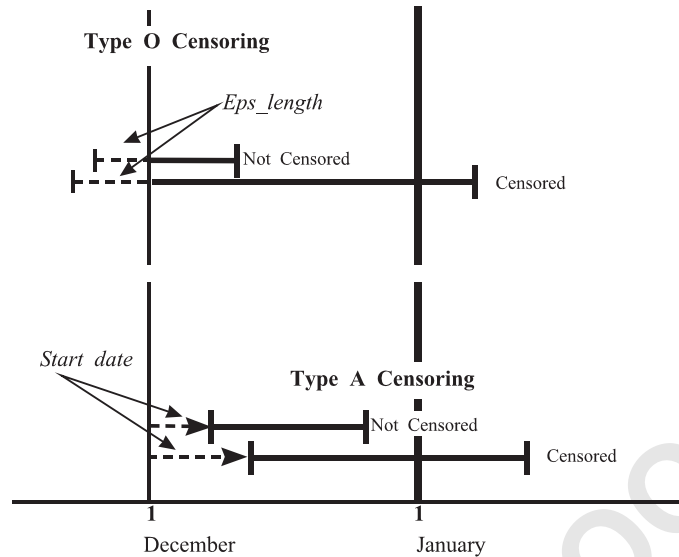 Type O Censoring
Eps_length
Not Censored
Censored
Start date
Type A Censoring
Not Censored
Censored
1 1
December January